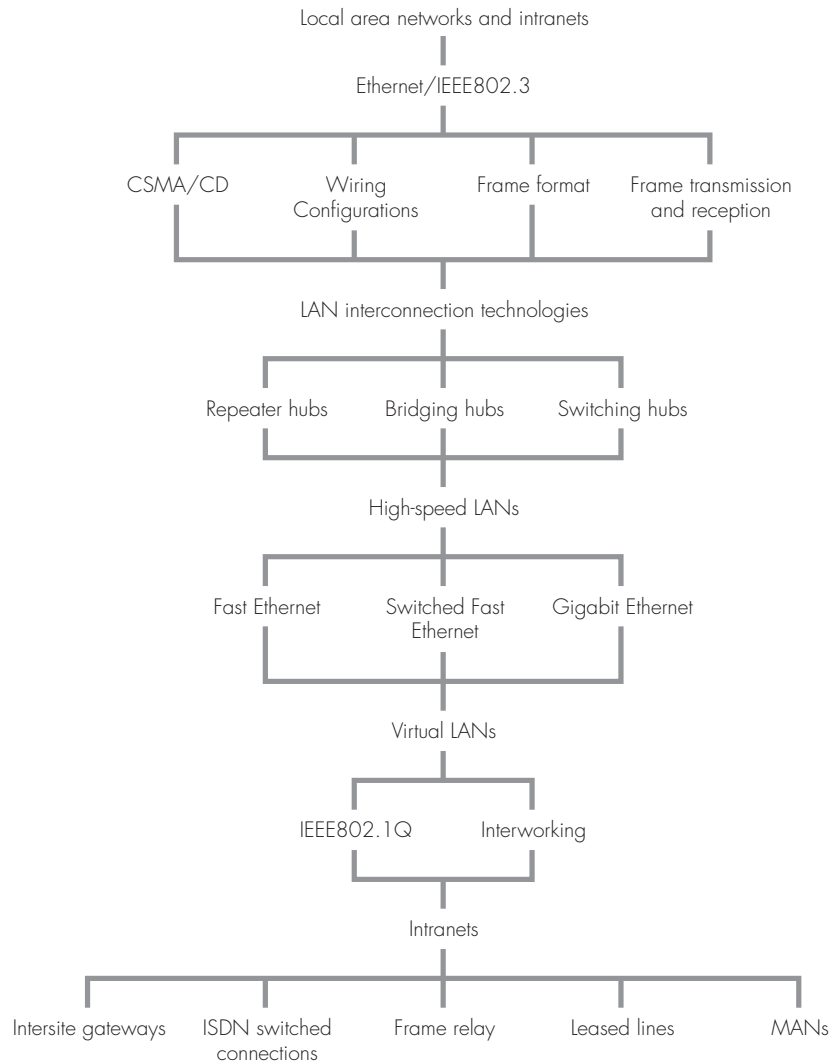 Local area networks and intranets
Ethernet/IEEE802.3
CSMA/CD
Wiring
Configurations
Frame format
Frame transmission
and reception
LAN interconnection technologies
Repeater hubs
Bridging hubs
Switching hubs
High-speed LANs
Fast Ethernet
Switched Fast
Ethernet
Gigabit Ethernet
Virtual LANs
IEEE802.1Q
Interworking
Intranets
Intersite gateways
ISDN switched
connections
Frame relay
Leased lines
MANs